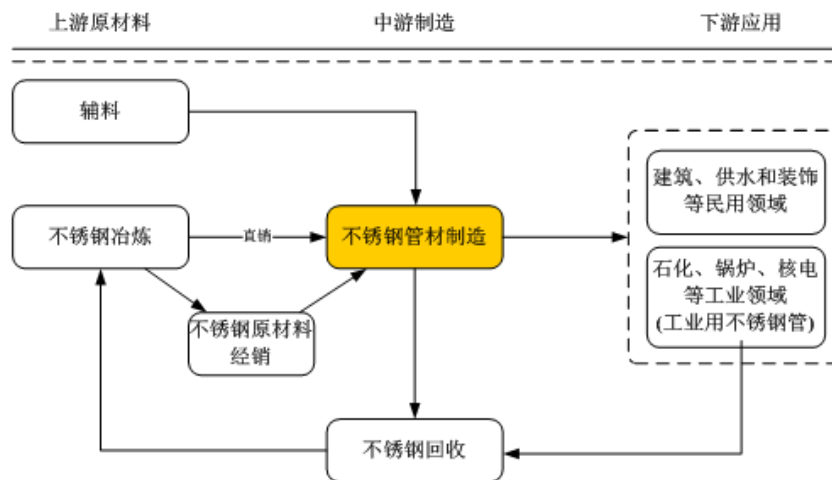 上游原材料
中游制造
下游应用
辅料
建筑、供水和装饰
等民用领域
不锈钢冶炼
直销
不锈钢管材制造
石化、锅炉、核电
等工业领域
(工业用不锈钢管)
不锈钢原材料
经销
不锈钢回收